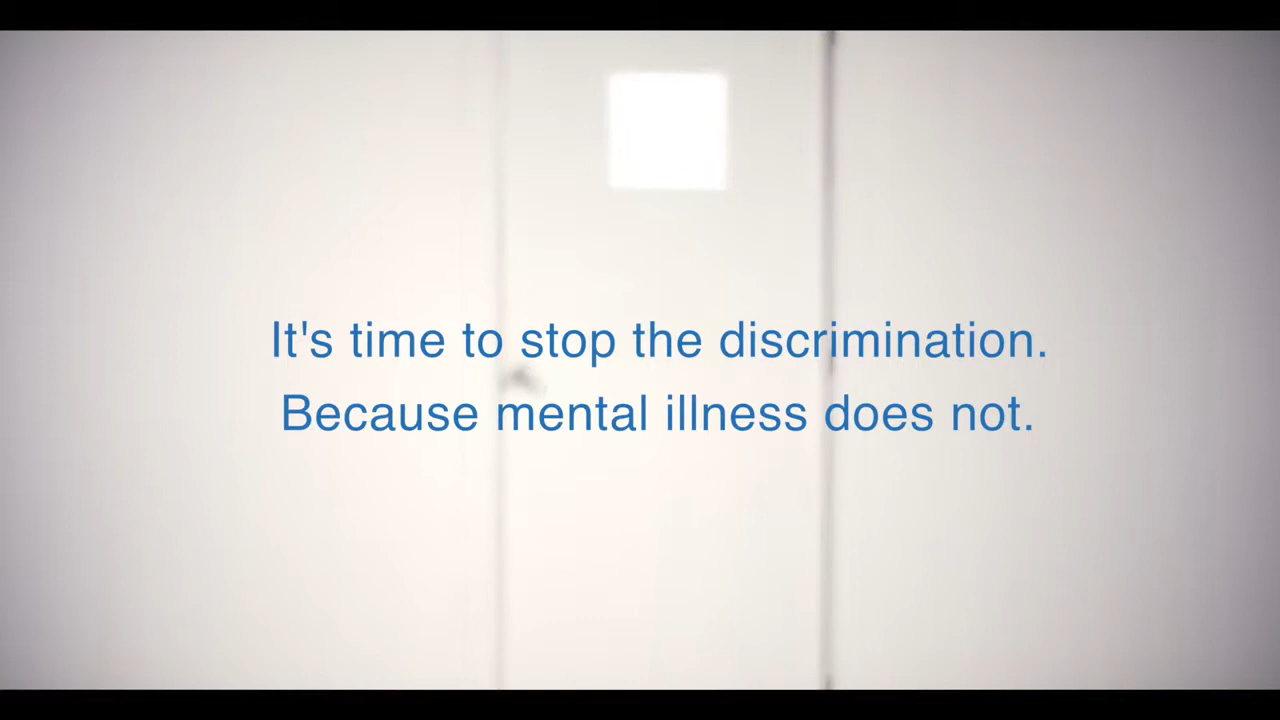 It's time to stop the discrimination.
Because mental illness does not.